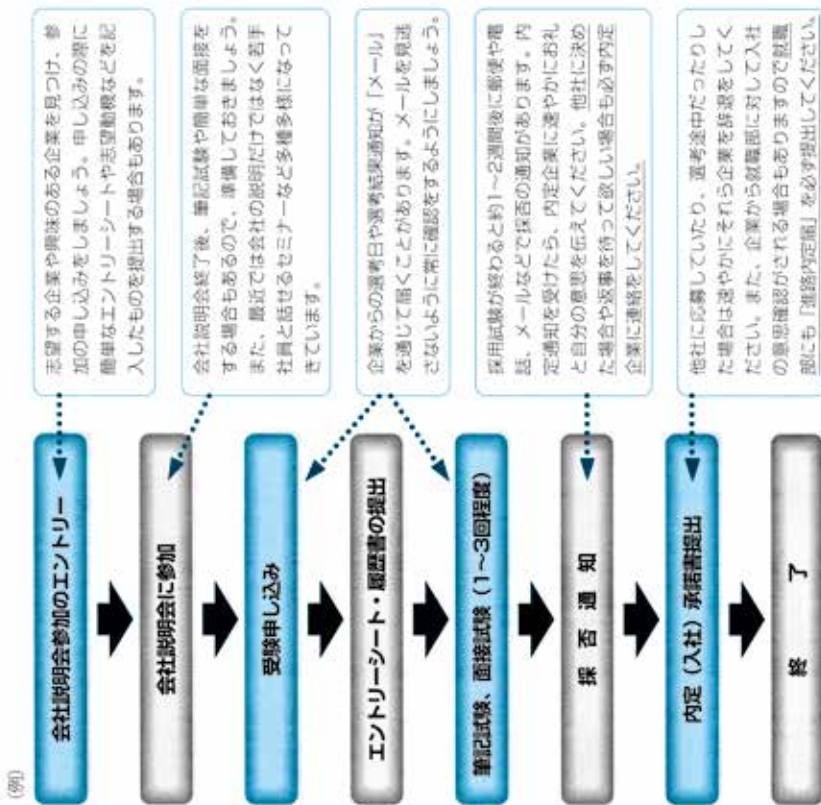 (例)
会社説明会参加のエントリー
志望する企業や興味のある企業を見つけ、参
加の申し込みをしましょう。申し込みの際に
簡単なエントリーシートや志望動機などを記
入したものを提出する場合もあります。
会社説明会に参加
会社説明会終了後、筆記試験や簡単な面接を
する場合もあるので、準備しておきましょう。
また、最近では会社の説明だけではなく若手
社員と話せるセミナーなど多種多様になって
きています。
受験申し込み
企業からの選考日や選考結果通知が「メール」
を通じて届くことがあります。メールを見逃
さないように常に確認をするようにしましょう。
エントリーシート・履歴書の提出
筆記試験、面接試験(1～3回程度)
採否通知
採用試験が終わると約1～2週間後に郵便や電
話、メールなどで採否の通知があります。内
定通知を受けたら、内定企業に速やかにお礼
と自分の意思を伝えてください。他社に決め
た場合や返事を待って欲しい場合も必ず内定
企業に連絡をしてください。
内定(入社)承諾書提出
他社に応募していたり、選考途中だったりし
た場合は速やかにそれら企業を辞退をしてく
ださい。また、企業から就職部に対して入社
の意思確認がされる場合もありますので就職
部にも「進路内定届」を必ず提出してください。
終了